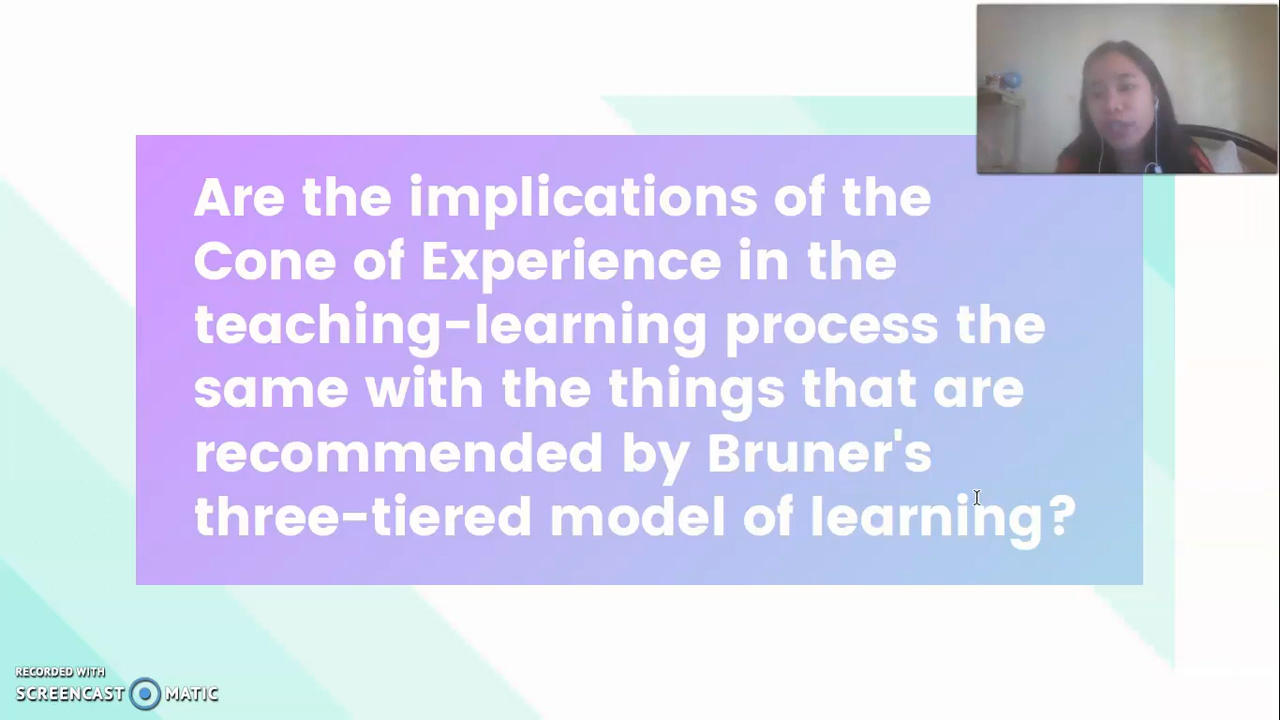 Are the implications of the
Cone of Experience in the
teaching-learning process the
same with the things that are
recommended by Bruner's
three-tiered model of learning?
RECORDED WITH
SCREENCAST MATIC